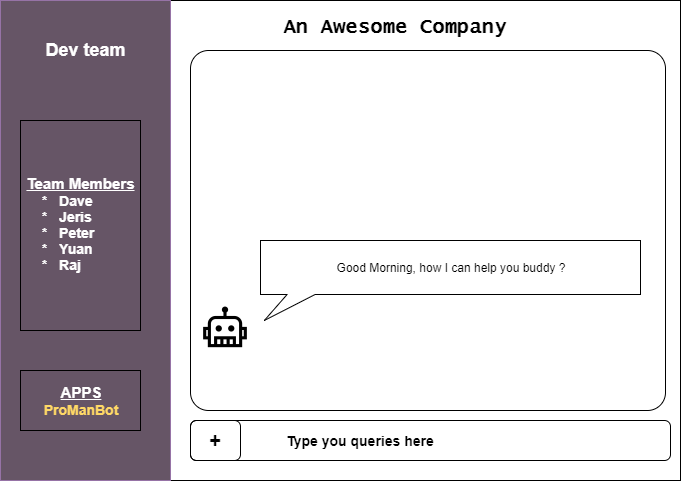 Dev team
Team Members
* Dave
* Jeris
* Peter
* Yuan
* Raj
APPS
ProManBot
An Awesome Company
Good Morning, how I can help you buddy ?
+ Type you queries here